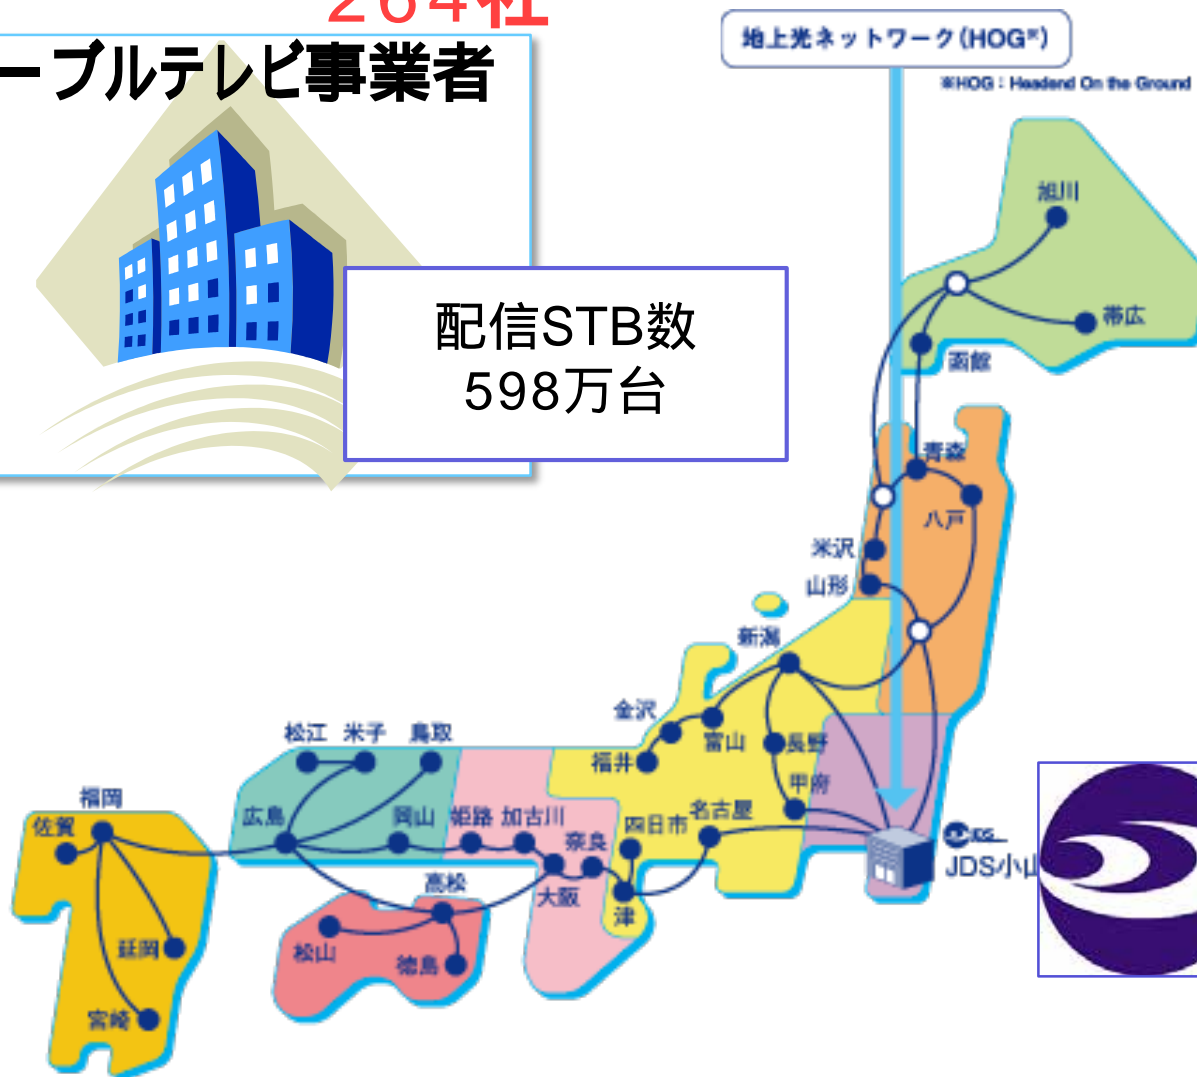 264社
ーブルテレビ事業者
配信STB数
598万台
地上光ネットワーク(HOG※)
※HOG:Headend On the Ground
旭川
帯広
函館
青森
八戸
米沢
山形
新潟
金沢
富山
福井
長野
甲府
名古屋
四日市
津
松江
米子
鳥取
広島
岡山
姫路
加古川
奈良
大阪
高松
松山
徳島
福岡
佐賀
延岡
宮崎
JDS
JDS小山